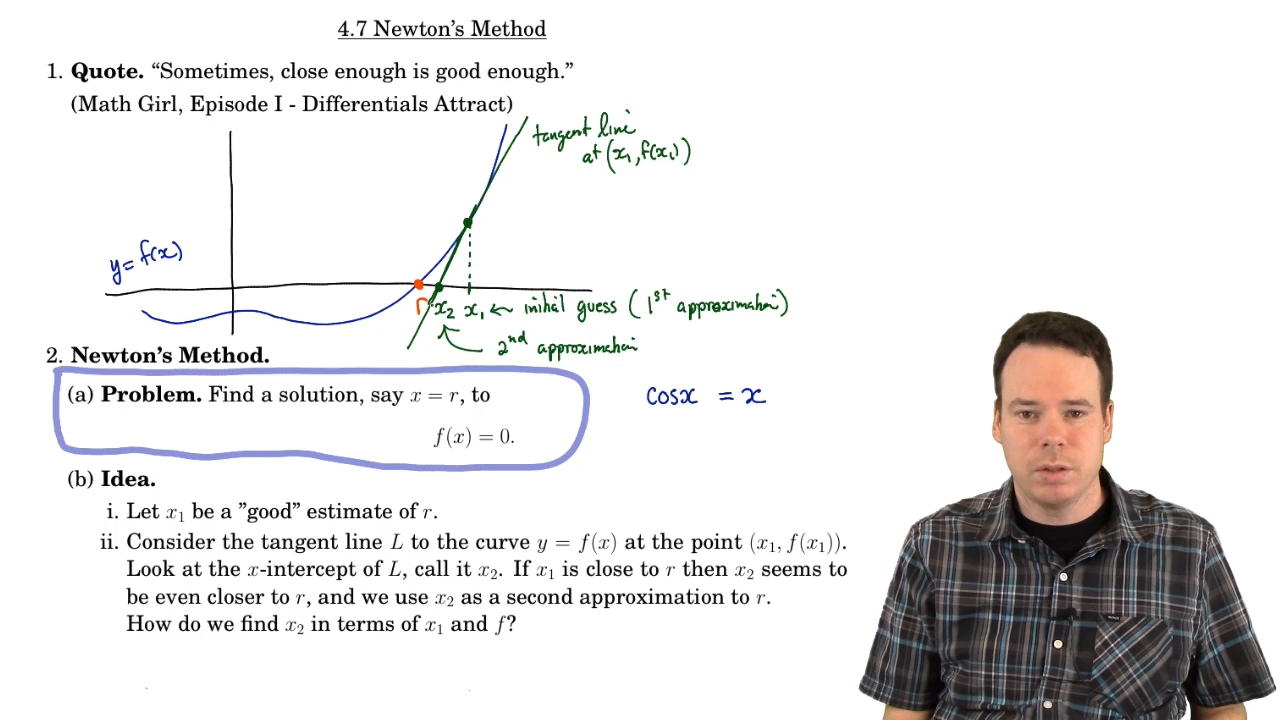 4.7 Newton's Method
1. Quote. “Sometimes, close enough is good enough.”
(Math Girl, Episode I - Differentials Attract)
tangent line
at (x₁, f(x₁))
y = f(x)
r x₂ x₁ ← initial guess (1st approximation)
2nd approximation
2. Newton's Method.
(a) Problem. Find a solution, say x = r, to
f(x) = 0.
cosx = x
(b) Idea.
i. Let x₁ be a ”good” estimate of r.
ii. Consider the tangent line L to the curve y = f(x) at the point (x₁, f(x₁)).
Look at the x-intercept of L, call it x₂. If x₁ is close to r then x₂ seems to
be even closer to r, and we use x₂ as a second approximation to r.
How do we find x₂ in terms of x₁ and f?